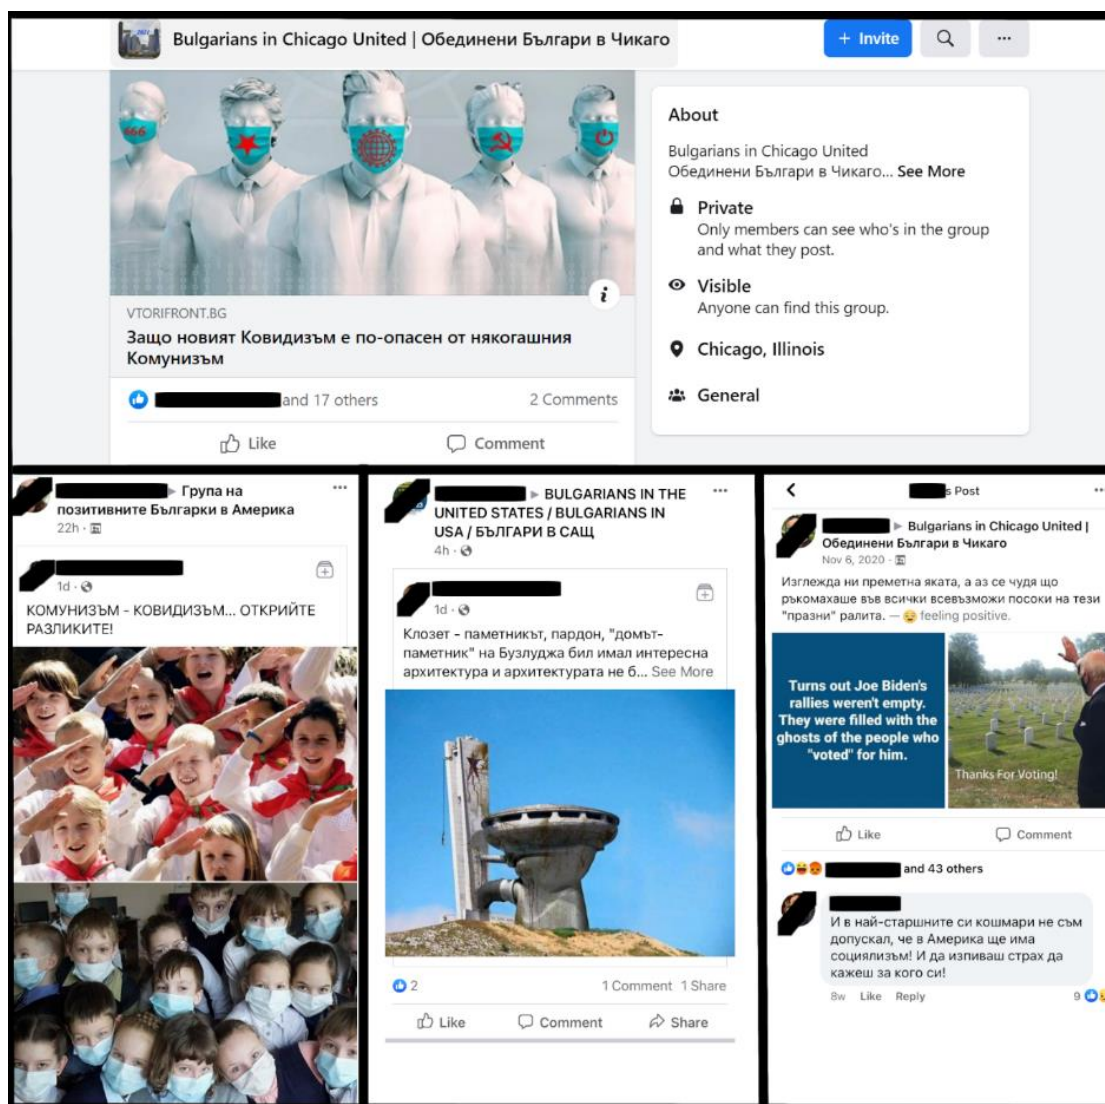 Bulgarians in Chicago United | Обединени Българи в Чикаго
+ Invite
666
VTORIFRONT.BG
Защо новият Ковидизъм е по-опасен от някогашния
Комунизъм
and 17 others
2 Comments
Like
Comment
About
Bulgarians in Chicago United
Обединени Българи в Чикаго... See More
Private
Only members can see who's in the group
and what they post.
Visible
Anyone can find this group.
Chicago, Illinois
General
Група на
позитивните Българки в Америка
22h
1d
КОМУНИЗЪМ - КОВИДИЗЪМ... ОТКРИЙТЕ
РАЗЛИКИТЕ!
BULGARIANS IN THE
UNITED STATES / BULGARIANS IN
USA / БЪЛГАРИ В САЩ
4h
1d
Клозет - паметникът, пардон, "домът-
паметник" на Бузлуджа бил имал интересна
архитектура и архитектурата не б... See More
2
1 Comment 1 Share
Like
Comment
Share
s Post
Bulgarians in Chicago United |
Обединени Българи в Чикаго
Nov 6, 2020
Изглежда ни преметна яката, а аз се чудя що
ръкомахаше във всички всевъзможи посоки на тези
"празни" ралита. — feeling positive.
Turns out Joe Biden's
rallies weren't empty.
They were filled with the
ghosts of the people who
"voted" for him.
Thanks For Voting!
Like
Comment
and 43 others
И в най-старшните си кошмари не съм
допускал, че в Америка ще има
социялизъм! И да изпиваш страх да
кажеш за кого си!
8w Like Reply
9